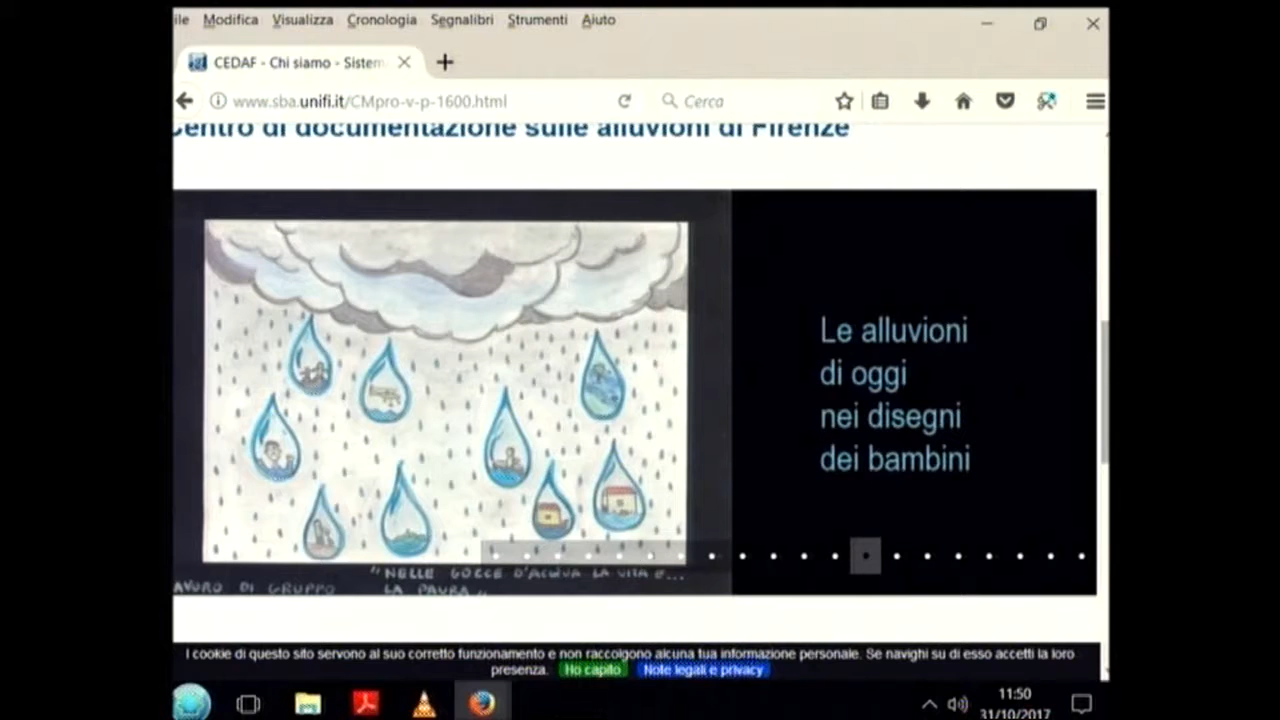 ile Modifica Visualizza Cronologia Segnalibri Strumenti Aiuto
CEDAF - Chi siamo - Sistem
www.sba.unifi.it/CMpro-v-p-1600.html
Cerca
Centro di documentazione sulle alluvioni di Firenze
Le alluvioni
di oggi
nei disegni
dei bambini
"NELLE GOCCE D'ACQUA LA VITA E...
AVORO DI GRUPPO LA PAURA"
I cookie di questo sito servono al suo corretto funzionamento e non raccolgono alcuna tua informazione personale. Se navighi su di esso accetti la loro
presenza. Ho capito Note legali e privacy
11:50
31/10/2017